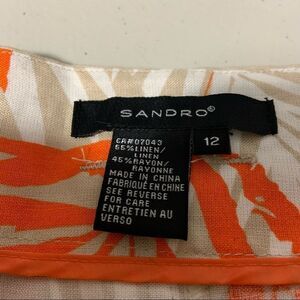 SANDRO®
12
CA#07043
55%LINEN/
LINEN
45%RAYON/
RAYONNE
MADE IN CHINA
FABRIQUÉ EN CHINE
SEE REVERSE
FOR CARE
ENTRETIEN AU
VERSO